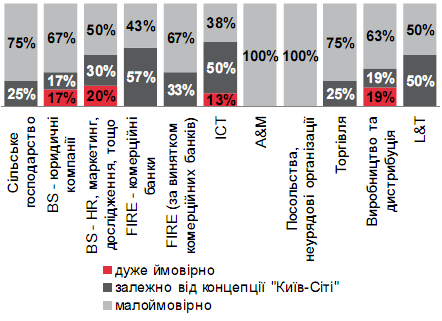 75% 67% 50% 43% 67% 38% 100% 100% 75% 63% 50%
25% 17% 30% 57% 33% 50% 25% 19% 50%
17% 20% 13% 19%
Сільське господарство
BS - юридичні компанії
BS - HR, маркетинг, дослідження, тощо
FIRE - комерційні банки
FIRE (за винятком комерційних банків)
ICT
A&M
Посольства, неурядові організації
Торгівля
Виробництво та дистрибуція
L&T
дуже ймовірно
залежно від концепції "Київ-Сіті"
малоймовірно